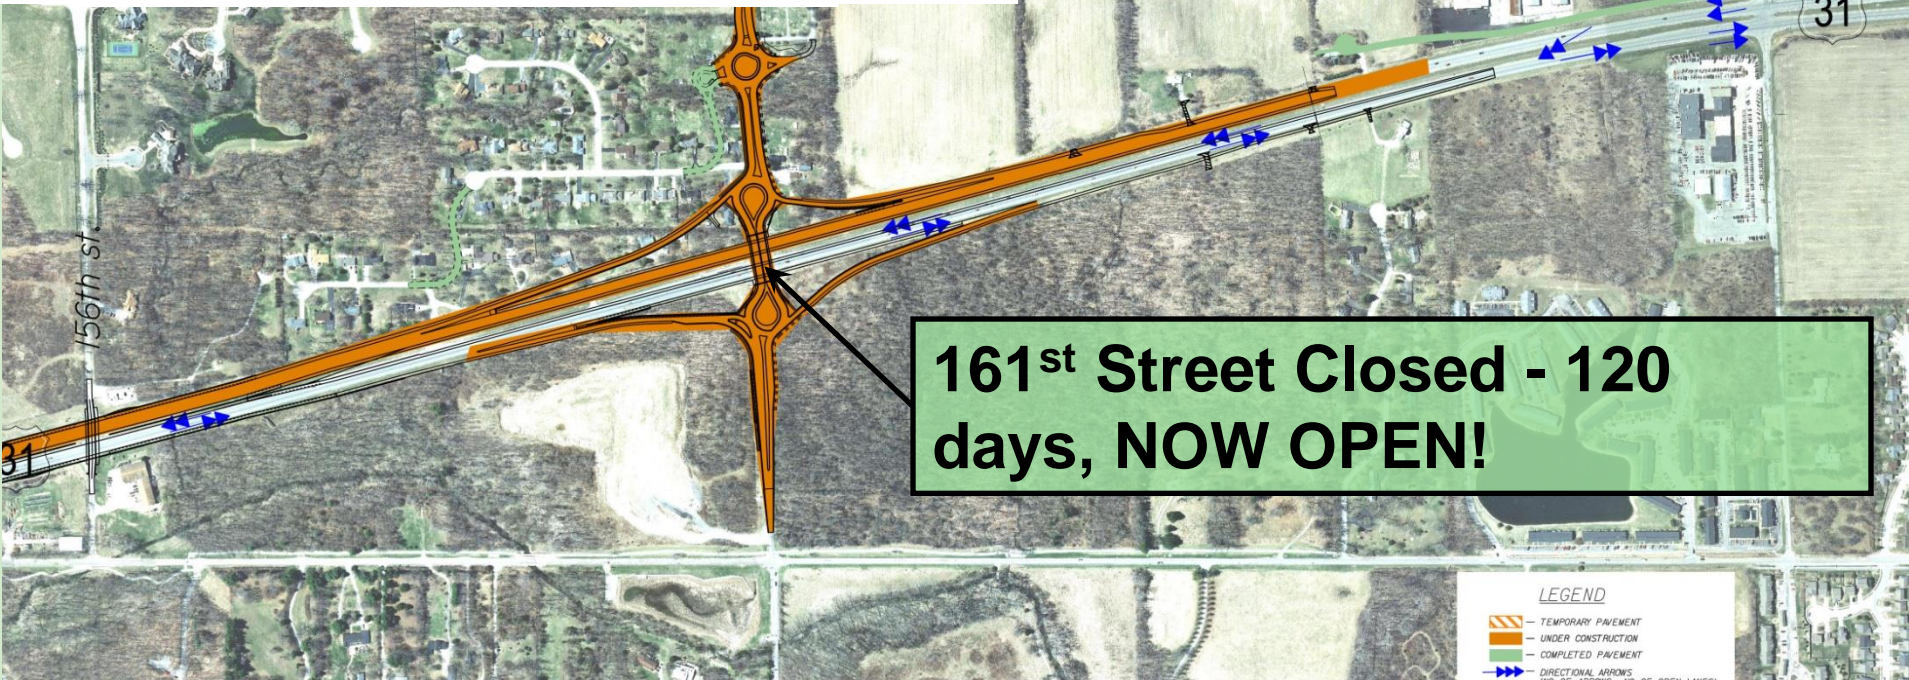 31
156th st.
161st Street Closed - 120
days, NOW OPEN!
31
LEGEND
— TEMPORARY PAVEMENT
— UNDER CONSTRUCTION
— COMPLETED PAVEMENT
— DIRECTIONAL ARROWS